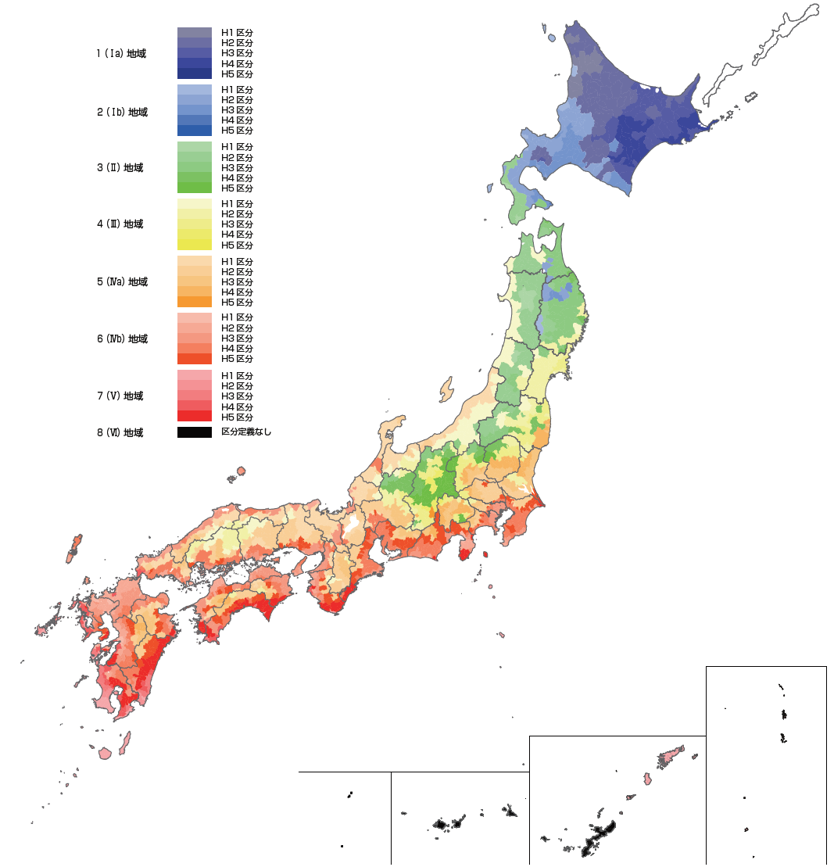 1 (Ⅰa) 地域
H1 区分
H2 区分
H3 区分
H4 区分
H5 区分
2 (Ⅰb) 地域
H1 区分
H2 区分
H3 区分
H4 区分
H5 区分
3 (Ⅱ) 地域
H1 区分
H2 区分
H3 区分
H4 区分
H5 区分
4 (Ⅲ) 地域
H1 区分
H2 区分
H3 区分
H4 区分
H5 区分
5 (Ⅳa) 地域
H1 区分
H2 区分
H3 区分
H4 区分
H5 区分
6 (Ⅳb) 地域
H1 区分
H2 区分
H3 区分
H4 区分
H5 区分
7 (Ⅴ) 地域
H1 区分
H2 区分
H3 区分
H4 区分
H5 区分
8 (Ⅵ) 地域
区分定義なし